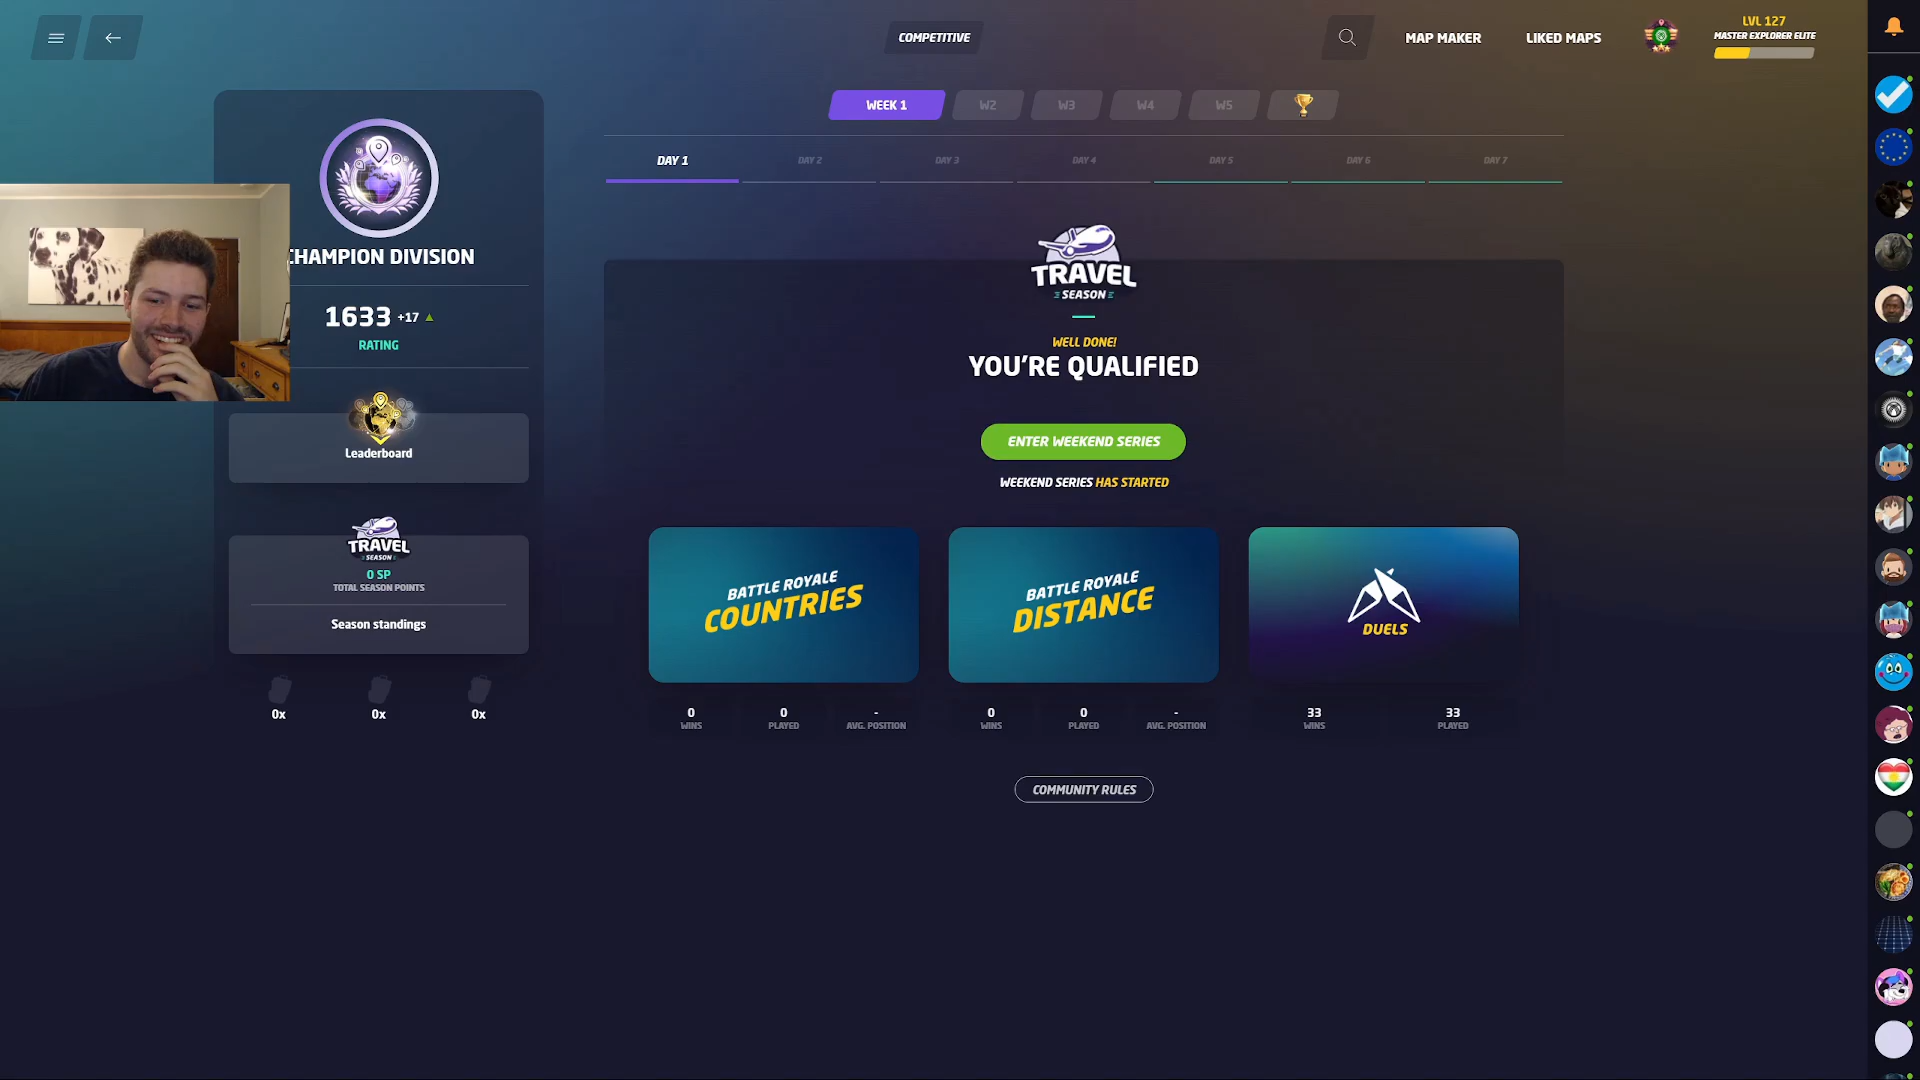 COMPETITIVE
MAP MAKER
LIKED MAPS
LVL 127
MASTER EXPLORER ELITE
WEEK 1
W2
W3
W4
W5
DAY 1
DAY 2
DAY 3
DAY 4
DAY 5
DAY 6
DAY 7
CHAMPION DIVISION
1633 +17
RATING
Leaderboard
TRAVEL
SEASON
0 SP
TOTAL SEASON POINTS
Season standings
0x
0x
0x
TRAVEL
SEASON
WELL DONE!
YOU'RE QUALIFIED
ENTER WEEKEND SERIES
WEEKEND SERIES HAS STARTED
BATTLE ROYALE
COUNTRIES
BATTLE ROYALE
DISTANCE
DUELS
0
WINS
0
PLAYED
-
AVG. POSITION
0
WINS
0
PLAYED
-
AVG. POSITION
33
WINS
33
PLAYED
COMMUNITY RULES